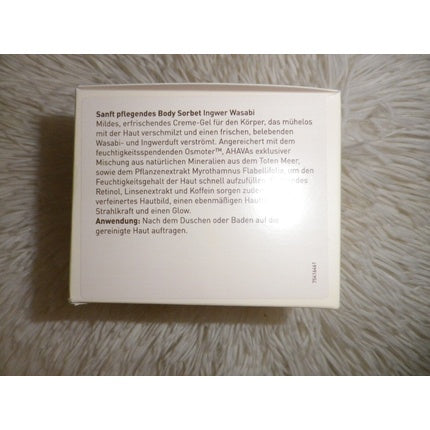 Sanft pflegendes Body Sorbet Ingwer Wasabi
Mildes, erfrischendes Creme-Gel für den Körper, das mühelos
mit der Haut verschmilzt und einen frischen, belebenden
Wasabi- und Ingwerduft verströmt. Angereichert mit dem
feuchtigkeitsspendenden Osmoter™, AHAVAs exklusiver
Mischung aus natürlichen Mineralien aus dem Toten Meer,
sowie dem Pflanzenextrakt Myrothamnus Flabellifolia, um den
Feuchtigkeitsgehalt der Haut schnell aufzufüllen.
Retinol, Linsenextrakt und Koffein sorgen
verfeinertes Hautbild, einen ebenmäßigen
Strahlkraft und einen Glow.
Anwendung: Nach dem Duschen oder Baden auf die
gereinigte Haut auftragen.